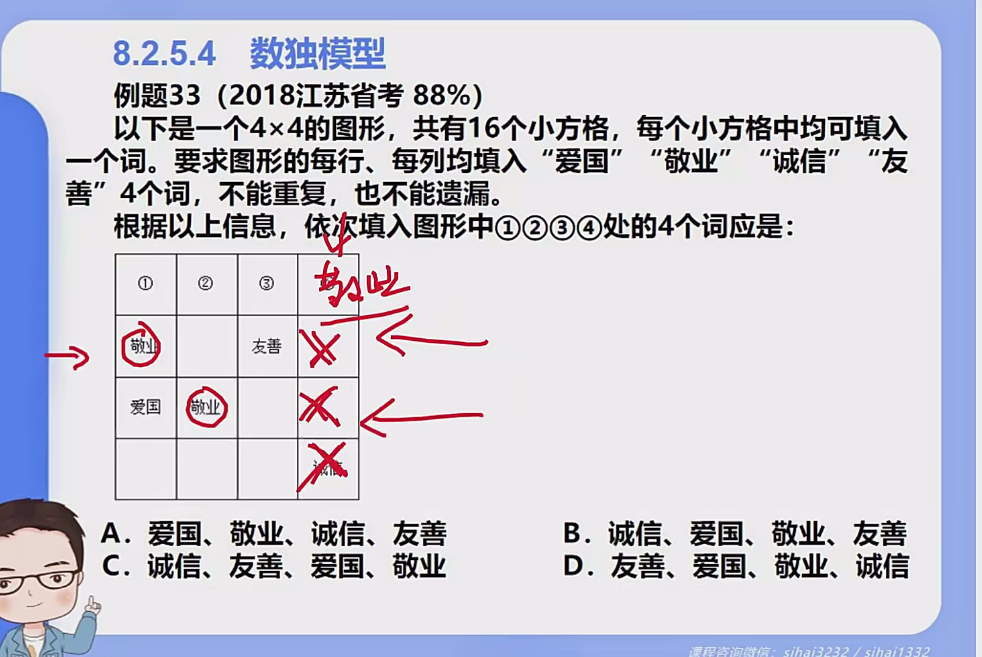 8.2.5.4 数独模型
例题33（2018江苏省考 88%）
以下是一个4×4的图形，共有16个小方格，每个小方格中均可填入
一个词。要求图形的每行、每列均填入“爱国”“敬业”“诚信”“友
善”4个词，不能重复，也不能遗漏。
根据以上信息，依次填入图形中①②③④处的4个词应是：
① ② ③ 敬业
敬业 友善
爱国 敬业
诚信
A．爱国、敬业、诚信、友善 B．诚信、爱国、敬业、友善
C．诚信、友善、爱国、敬业 D．友善、爱国、敬业、诚信
课程咨询微信：sihai3232 / sihai1332